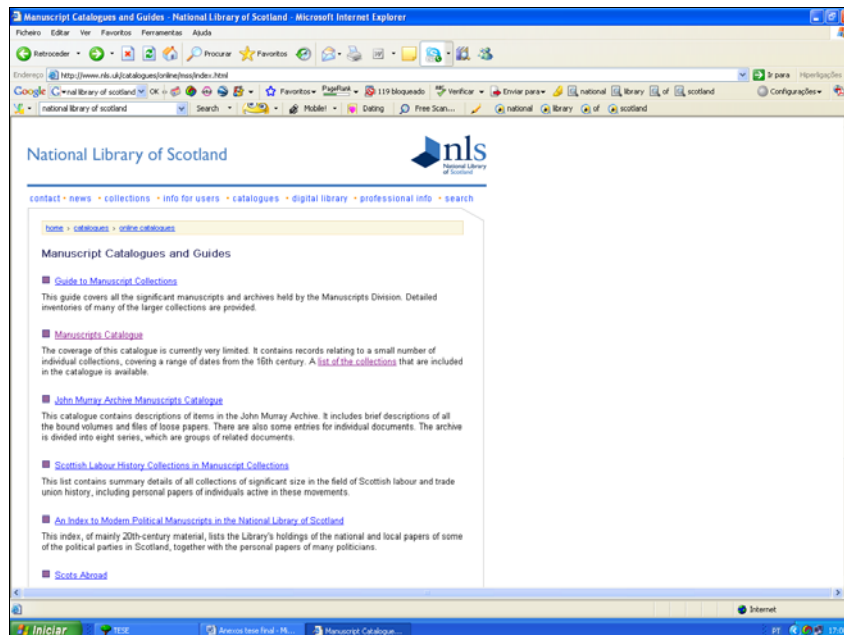 Manuscript Catalogues and Guides - National Library of Scotland - Microsoft Internet Explorer
Ficheiro Editar Ver Favoritos Ferramentas Ajuda
Retroceder Procurar Favoritos
Endereço http://www.nls.uk/catalogues/online/mss/index.html Ir para Hiperligações
Google nal library of scotland OK Favoritos PageRank 119 bloqueado Verificar Enviar para national library of scotland Configurações
national library of scotland Search Mobile! Dating Free Scan... national library of scotland
National Library of Scotland
nls
National Library
of Scotland
contact • news • collections • info for users • catalogues • digital library • professional info • search
home > catalogues > online catalogues
Manuscript Catalogues and Guides
Guide to Manuscript Collections
This guide covers all the significant manuscripts and archives held by the Manuscripts Division. Detailed
inventories of many of the larger collections are provided.
Manuscripts Catalogue
The coverage of this catalogue is currently very limited. It contains records relating to a small number of
individual collections, covering a range of dates from the 16th century. A list of the collections that are included
in the catalogue is available.
John Murray Archive Manuscripts Catalogue
This catalogue contains descriptions of items in the John Murray Archive. It includes brief descriptions of all
the bound volumes and files of loose papers. There are also some entries for individual documents. The archive
is divided into eight series, which are groups of related documents.
Scottish Labour History Collections in Manuscript Collections
This list contains summary details of all collections of significant size in the field of Scottish labour and trade
union history, including personal papers of individuals active in these movements.
An Index to Modern Political Manuscripts in the National Library of Scotland
This index, of mainly 20th-century material, lists the Library's holdings of the national and local papers of some
of the political parties in Scotland, together with the personal papers of many politicians.
Scots Abroad
Internet
Iniciar TESE Anexos tese final - Mi... Manuscript Catalogue... PT 17:0